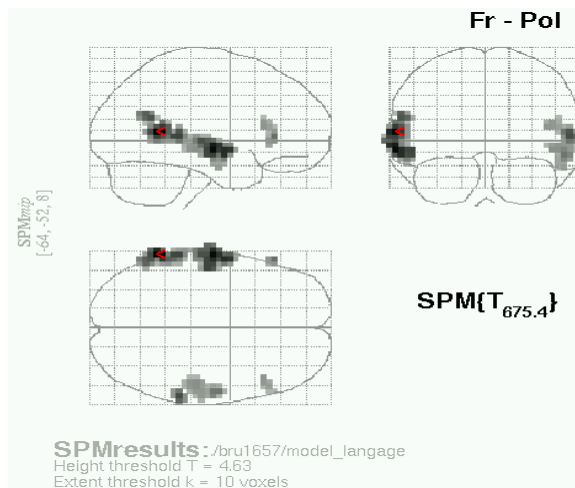 Fr - Pol
SPMmip
[-64, -52, 8]
<
<
<
SPM{T675.4}
SPMresults: ./bru1657/model_langage
Height threshold T = 4.63
Extent threshold k = 10 voxels